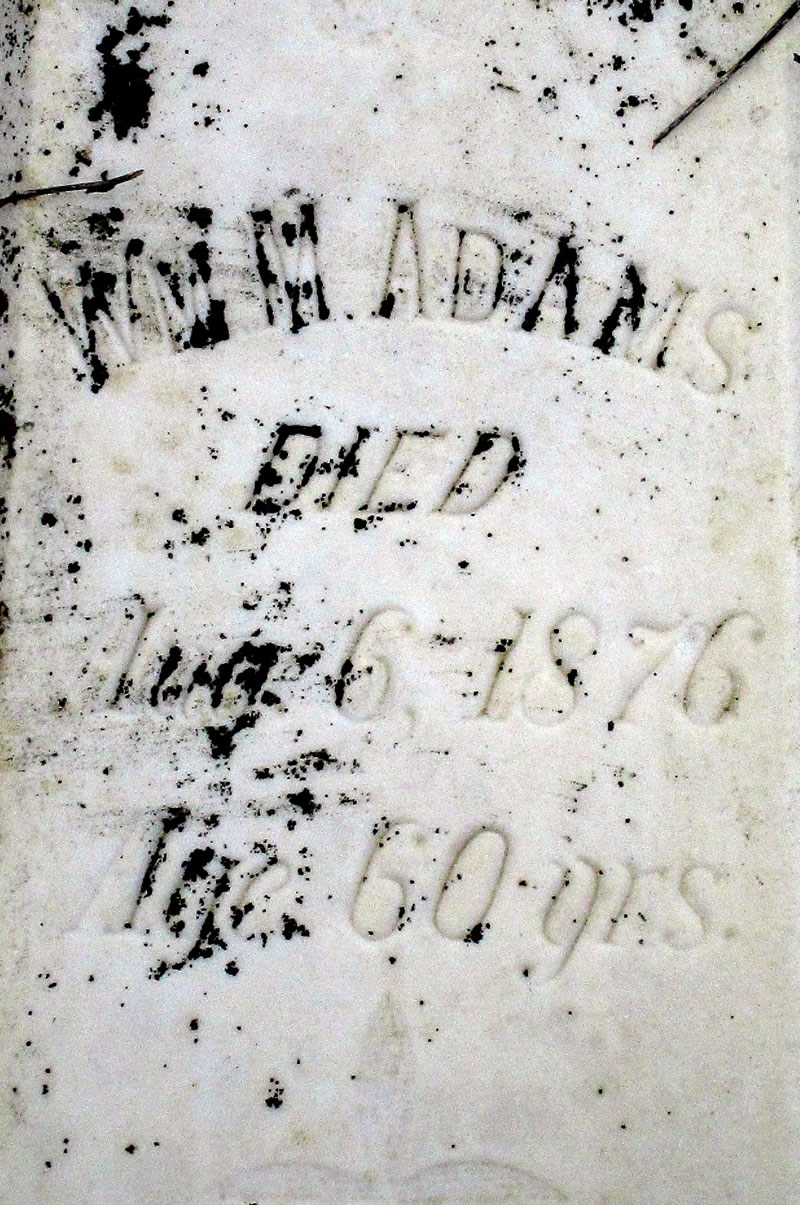 WM. H. ADAMS
DIED
Aug. 6, 1876
Age 60 yrs.